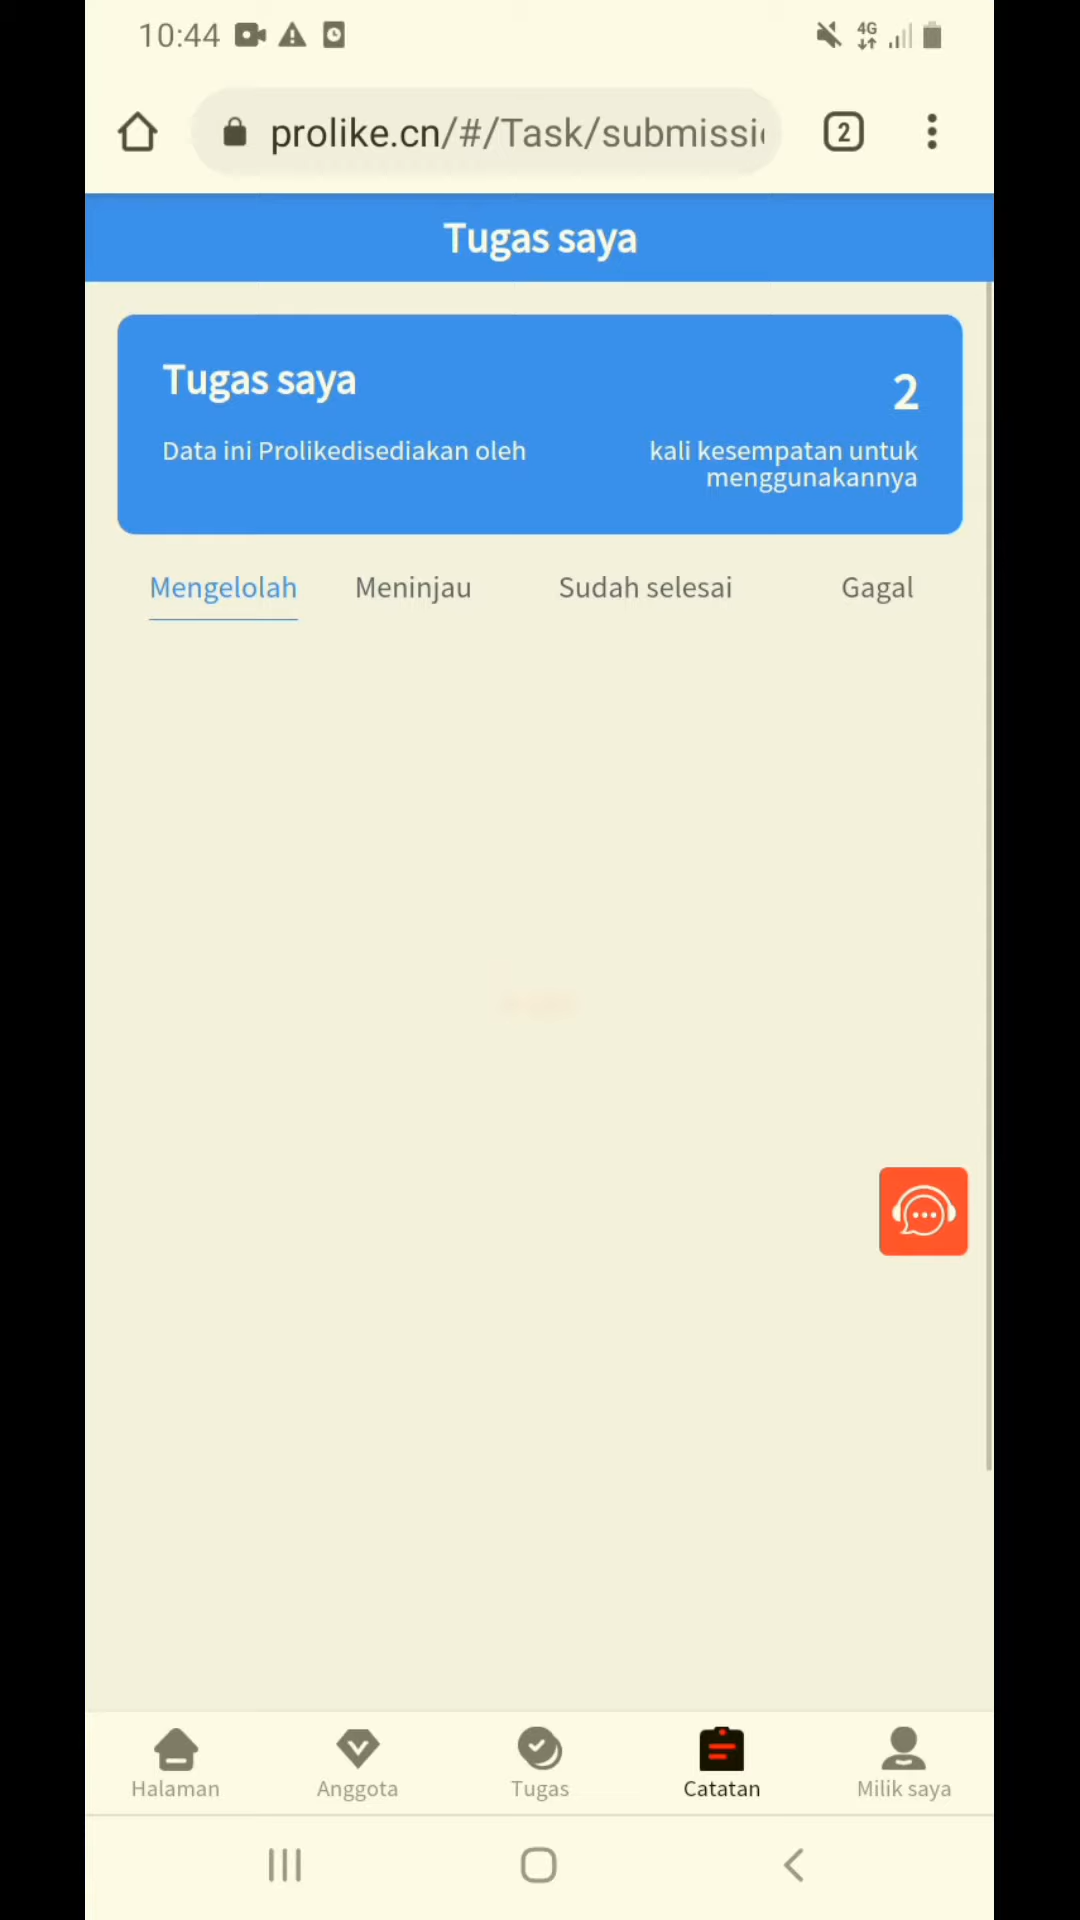 10:44
4G
prolike.cn/#/Task/submissi
2
Tugas saya
Tugas saya
2
Data ini Prolikedisediakan oleh
kali kesempatan untuk
menggunakannya
Mengelolah
Meninjau
Sudah selesai
Gagal
Halaman
Anggota
Tugas
Catatan
Milik saya